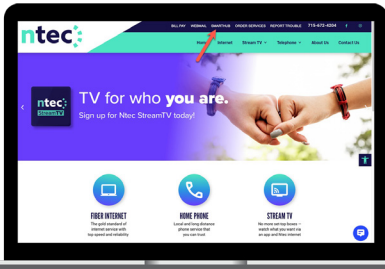 BILL PAY WEBMAIL SMARTHUB ORDER SERVICES REPORT TROUBLE 715-672-4204
ntec
Home Internet Stream TV Telephone About Us Contact Us
ntec
StreamTV
TV for who you are.
Sign up for Ntec StreamTV today!
FIBER INTERNET
The gold standard of
internet service with
top speed and reliability
HOME PHONE
Local and long distance
phone service that
you can trust
STREAM TV
No more set top boxes –
watch what you want via
an app and fiber internet